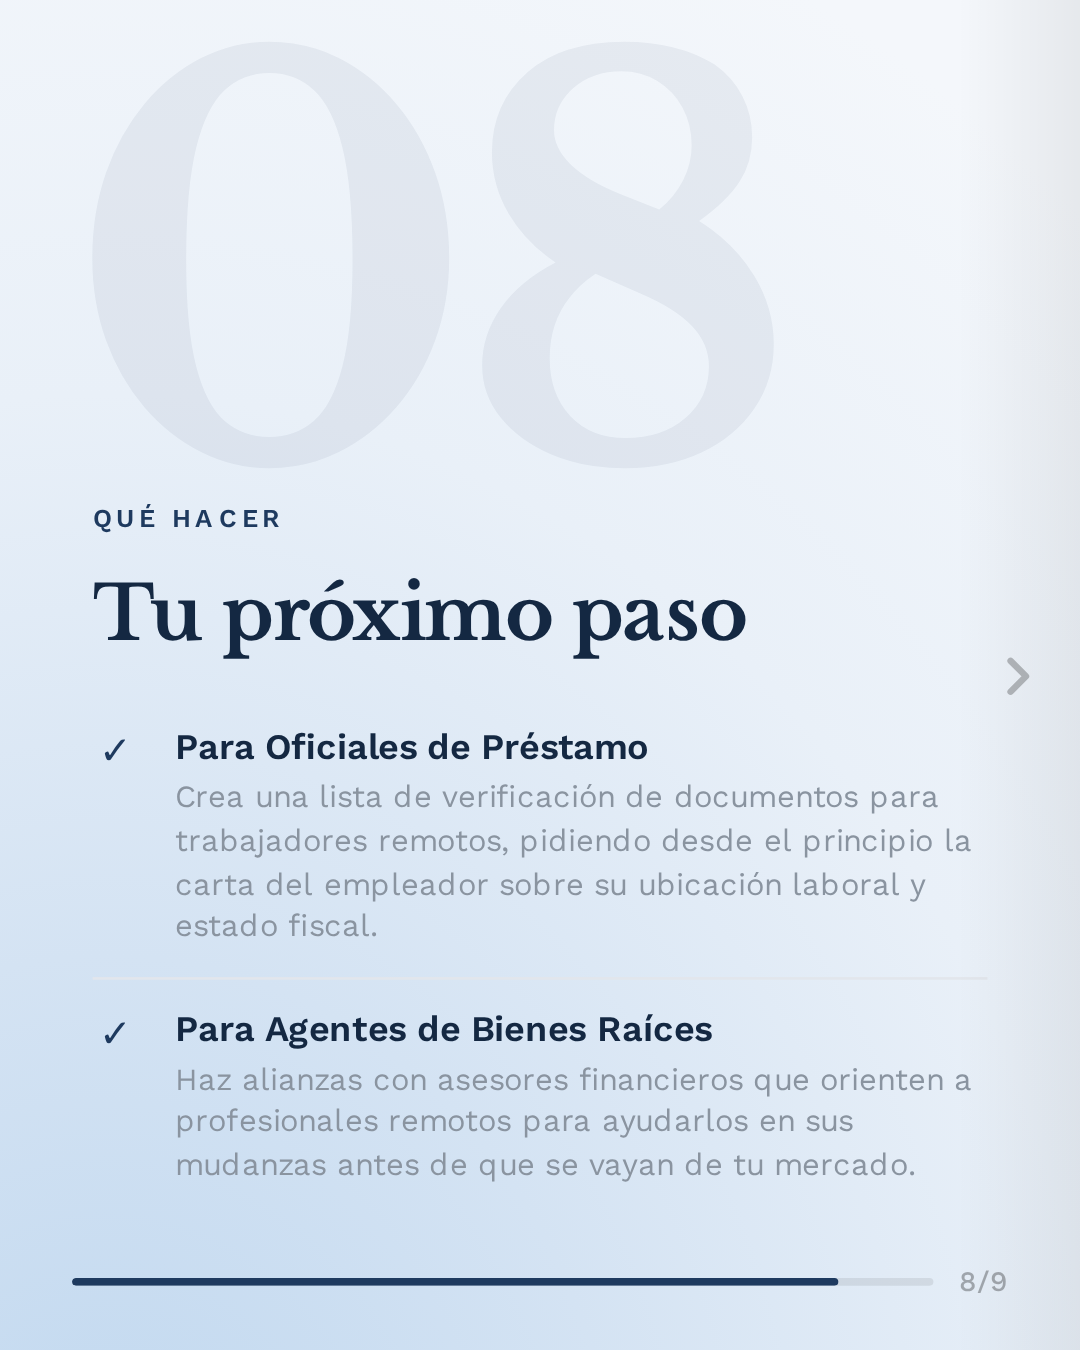 08
QUÉ HACER
Tu próximo paso
✓ Para Oficiales de Préstamo
Crea una lista de verificación de documentos para
trabajadores remotos, pidiendo desde el principio la
carta del empleador sobre su ubicación laboral y
estado fiscal.
✓ Para Agentes de Bienes Raíces
Haz alianzas con asesores financieros que orienten a
profesionales remotos para ayudarlos en sus
mudanzas antes de que se vayan de tu mercado.
8/9